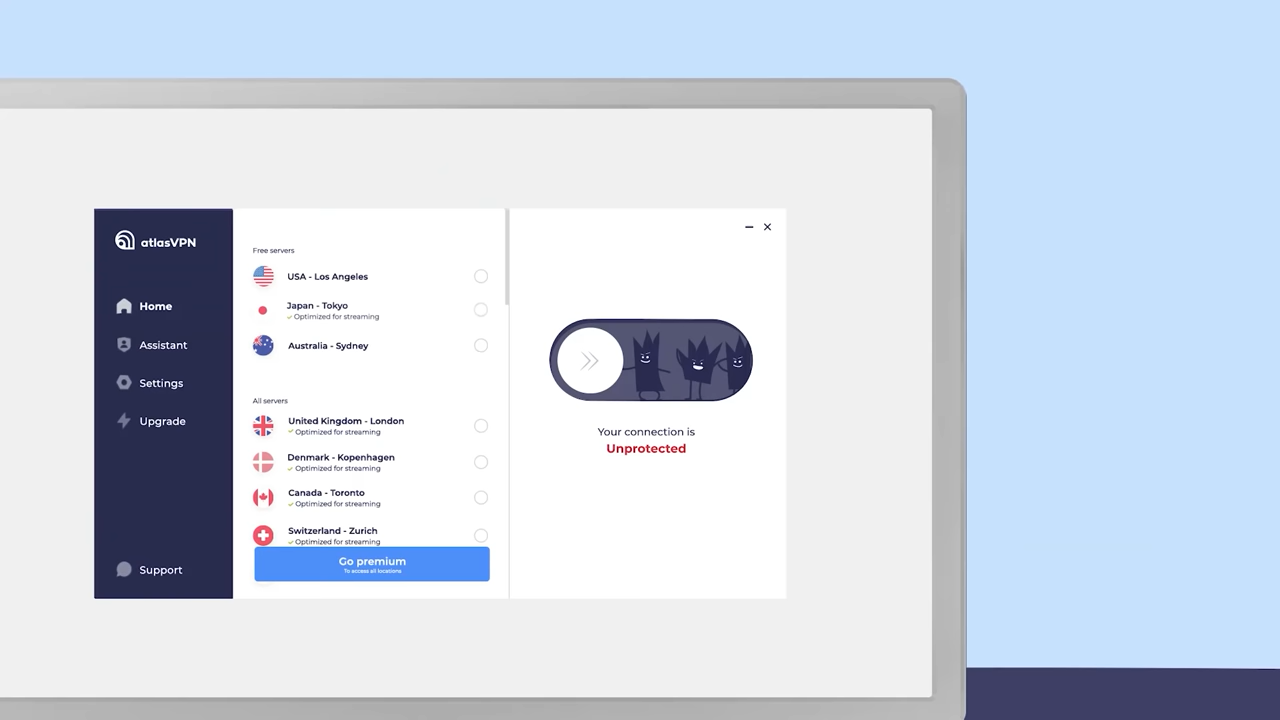 atlasVPN
Home
Assistant
Settings
Upgrade
Support
Free servers
USA - Los Angeles
Japan - Tokyo
Optimized for streaming
Australia - Sydney
All servers
United Kingdom - London
Optimized for streaming
Denmark - Kopenhagen
Optimized for streaming
Canada - Toronto
Optimized for streaming
Switzerland - Zurich
Optimized for streaming
Go premium
To access all locations
Your connection is
Unprotected